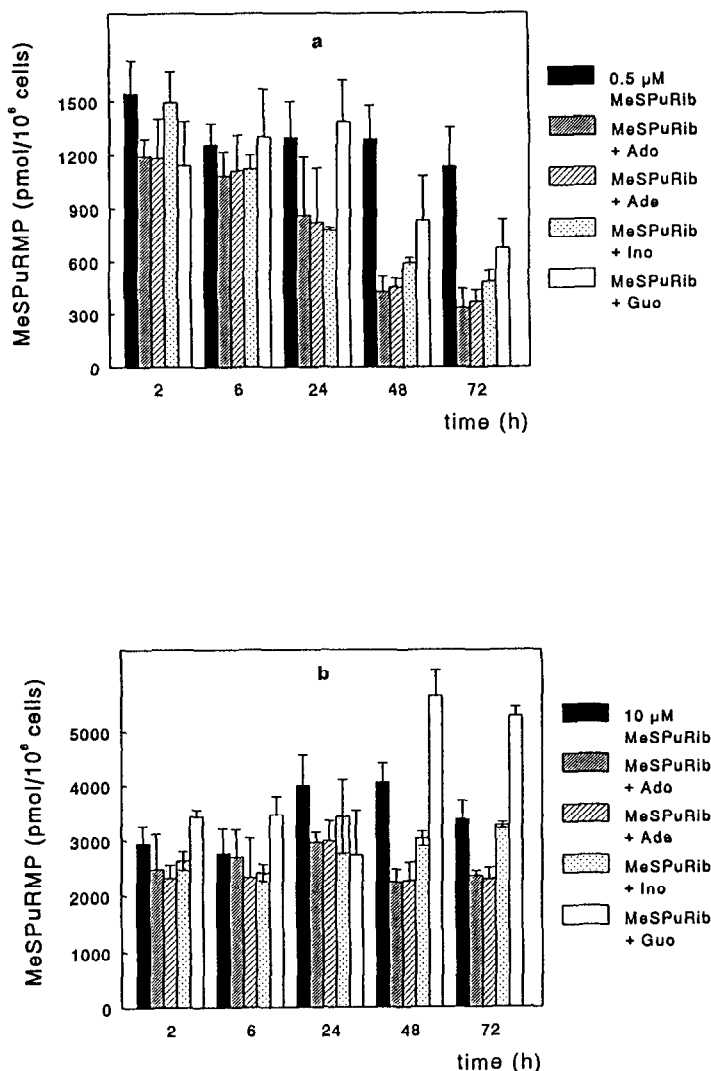 a
MeSPuRMP (pmol/10⁶ cells)
1500
1200
900
600
300
0
2 6 24 48 72
time (h)
0.5 µM
MeSPuRib
MeSPuRib
+ Ado
MeSPuRib
+ Ade
MeSPuRib
+ Ino
MeSPuRib
+ Guo
b
MeSPuRMP (pmol/10⁶ cells)
5000
4000
3000
2000
1000
0
2 6 24 48 72
time (h)
10 µM
MeSPuRib
MeSPuRib
+ Ado
MeSPuRib
+ Ade
MeSPuRib
+ Ino
MeSPuRib
+ Guo